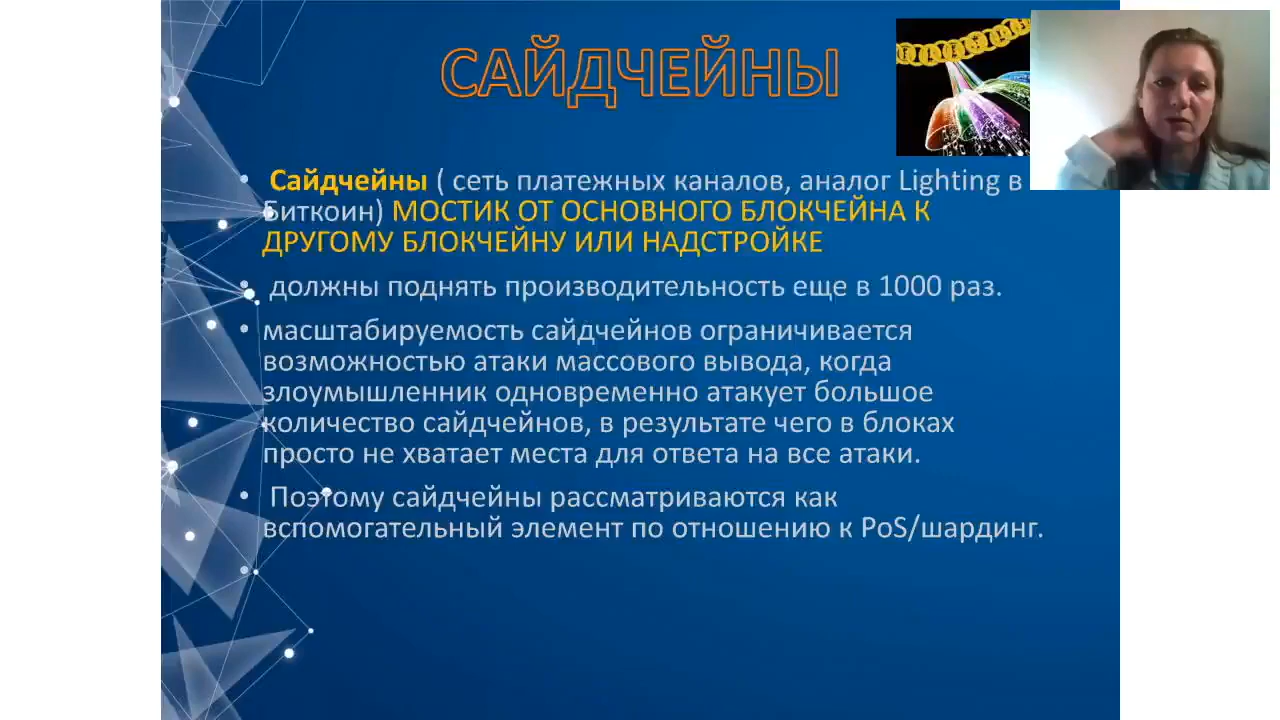 САЙДЧЕЙНЫ
Сайдчейны ( сеть платежных каналов, аналог Lighting в
Биткоин) МОСТИК ОТ ОСНОВНОГО БЛОКЧЕЙНА К
ДРУГОМУ БЛОКЧЕЙНУ ИЛИ НАДСТРОЙКЕ
должны поднять производительность еще в 1000 раз.
масштабируемость сайдчейнов ограничивается
возможностью атаки массового вывода, когда
злоумышленник одновременно атакует большое
количество сайдчейнов, в результате чего в блоках
просто не хватает места для ответа на все атаки.
Поэтому сайдчейны рассматриваются как
вспомогательный элемент по отношению к PoS/шардинг.